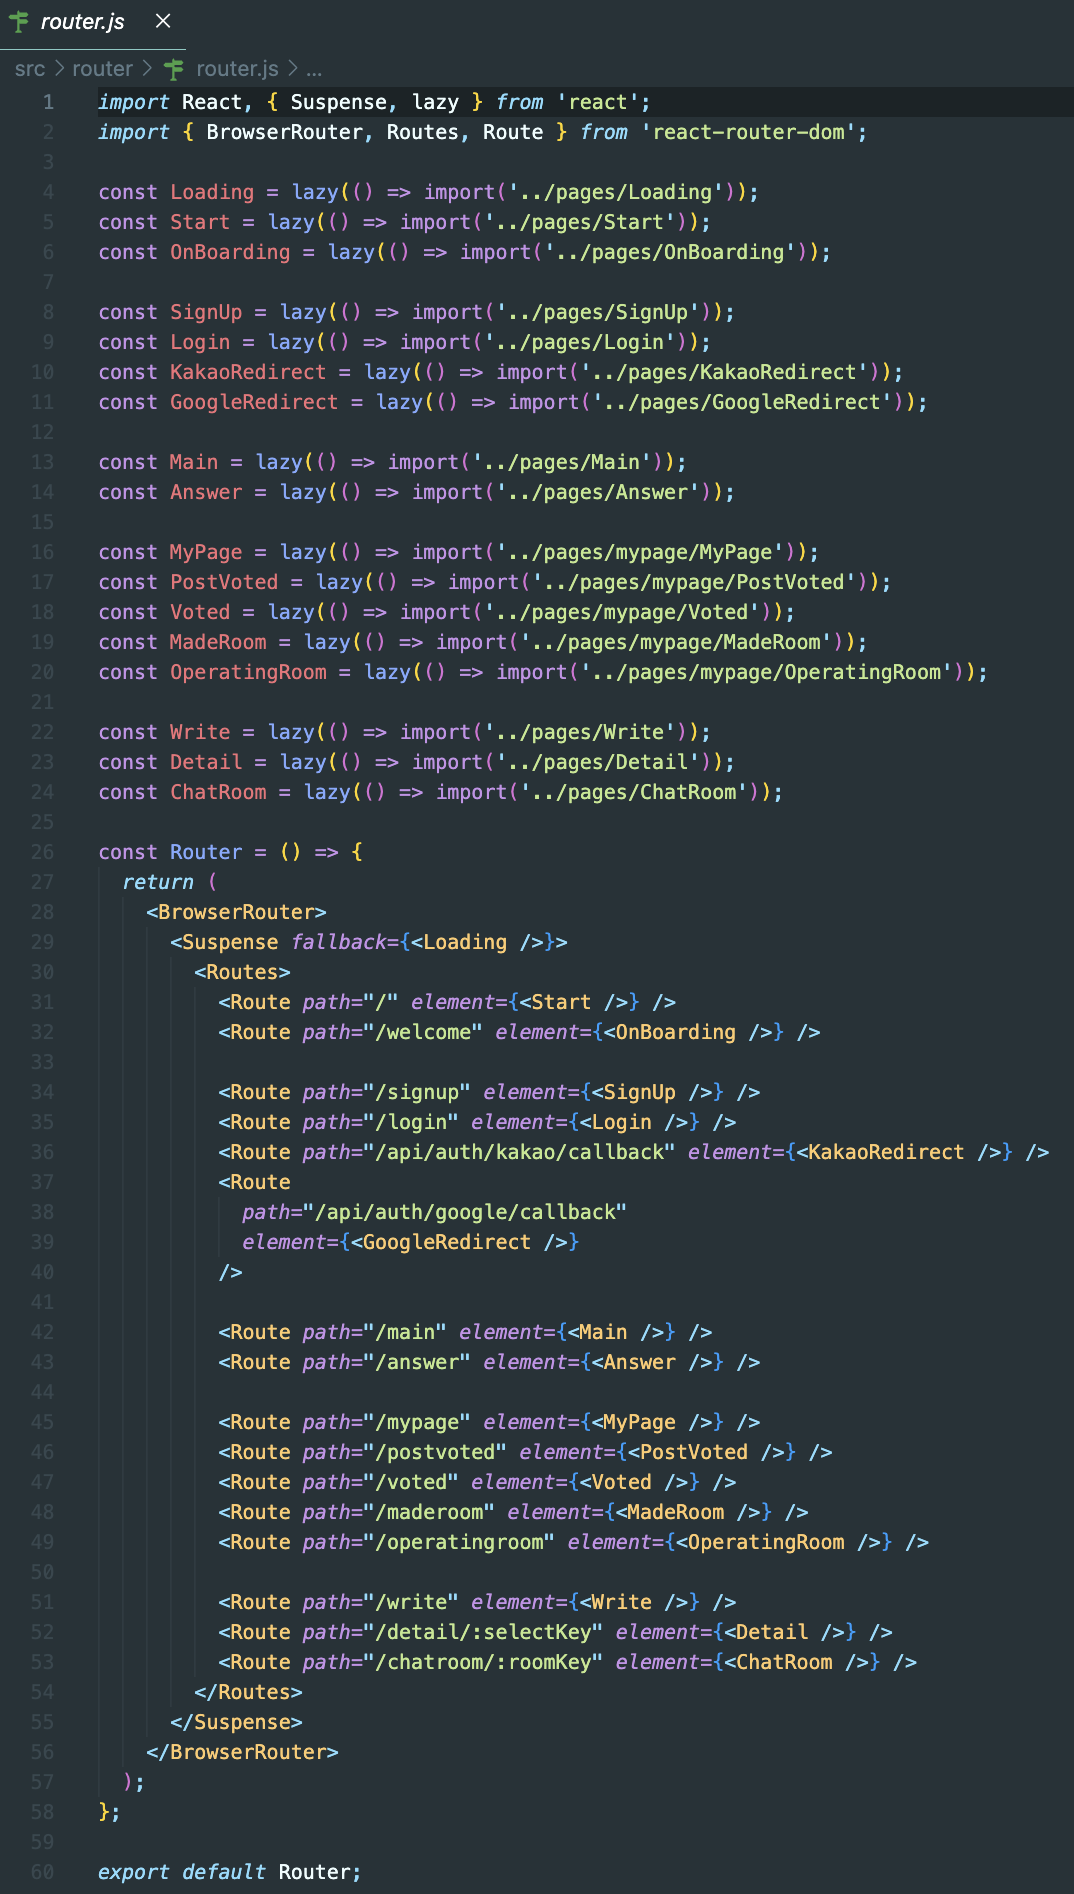 router.js
src > router > router.js > ...
1 import React, { Suspense, lazy } from 'react';
2 import { BrowserRouter, Routes, Route } from 'react-router-dom';
3
4 const Loading = lazy(() => import('../pages/Loading'));
5 const Start = lazy(() => import('../pages/Start'));
6 const OnBoarding = lazy(() => import('../pages/OnBoarding'));
7
8 const SignUp = lazy(() => import('../pages/SignUp'));
9 const Login = lazy(() => import('../pages/Login'));
10 const KakaoRedirect = lazy(() => import('../pages/KakaoRedirect'));
11 const GoogleRedirect = lazy(() => import('../pages/GoogleRedirect'));
12
13 const Main = lazy(() => import('../pages/Main'));
14 const Answer = lazy(() => import('../pages/Answer'));
15
16 const MyPage = lazy(() => import('../pages/mypage/MyPage'));
17 const PostVoted = lazy(() => import('../pages/mypage/PostVoted'));
18 const Voted = lazy(() => import('../pages/mypage/Voted'));
19 const MadeRoom = lazy(() => import('../pages/mypage/MadeRoom'));
20 const OperatingRoom = lazy(() => import('../pages/mypage/OperatingRoom'));
21
22 const Write = lazy(() => import('../pages/Write'));
23 const Detail = lazy(() => import('../pages/Detail'));
24 const ChatRoom = lazy(() => import('../pages/ChatRoom'));
25
26 const Router = () => {
27   return (
28     <BrowserRouter>
29       <Suspense fallback={<Loading />}>
30         <Routes>
31           <Route path="/" element={<Start />} />
32           <Route path="/welcome" element={<OnBoarding />} />
33
34           <Route path="/signup" element={<SignUp />} />
35           <Route path="/login" element={<Login />} />
36           <Route path="/api/auth/kakao/callback" element={<KakaoRedirect />} />
37           <Route
38             path="/api/auth/google/callback"
39             element={<GoogleRedirect />}
40           />
41
42           <Route path="/main" element={<Main />} />
43           <Route path="/answer" element={<Answer />} />
44
45           <Route path="/mypage" element={<MyPage />} />
46           <Route path="/postvoted" element={<PostVoted />} />
47           <Route path="/voted" element={<Voted />} />
48           <Route path="/maderoom" element={<MadeRoom />} />
49           <Route path="/operatingroom" element={<OperatingRoom />} />
50
51           <Route path="/write" element={<Write />} />
52           <Route path="/detail/:selectKey" element={<Detail />} />
53           <Route path="/chatroom/:roomKey" element={<ChatRoom />} />
54         </Routes>
55       </Suspense>
56     </BrowserRouter>
57   );
58 };
59
60 export default Router;